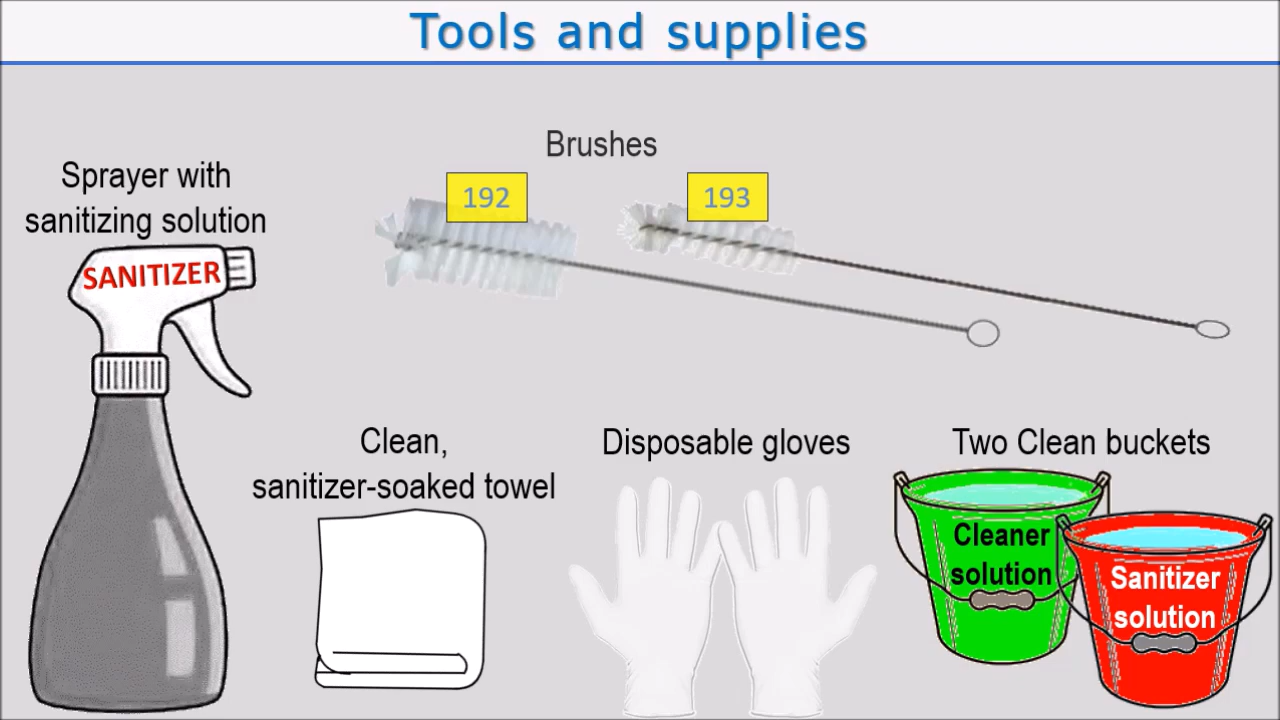 Tools and supplies
Brushes
192
193
Sprayer with
sanitizing solution
SANITIZER
Clean,
sanitizer-soaked towel
Disposable gloves
Two Clean buckets
Cleaner
solution
Sanitizer
solution